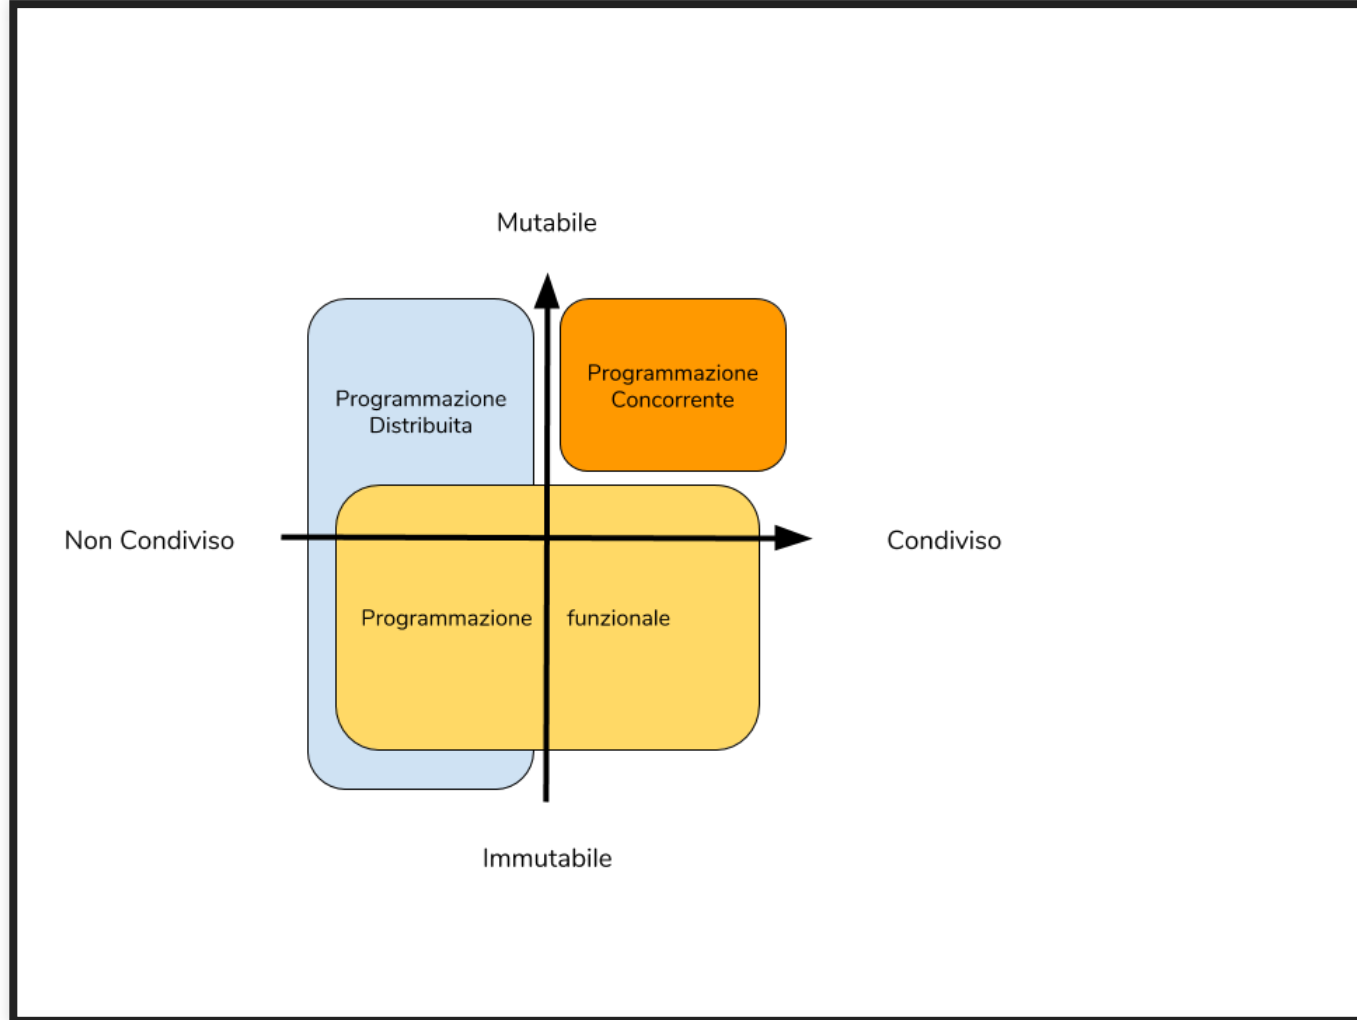 Mutabile
Programmazione
Distribuita
Programmazione
Concorrente
Non Condiviso
Condiviso
Programmazione funzionale
Immutabile